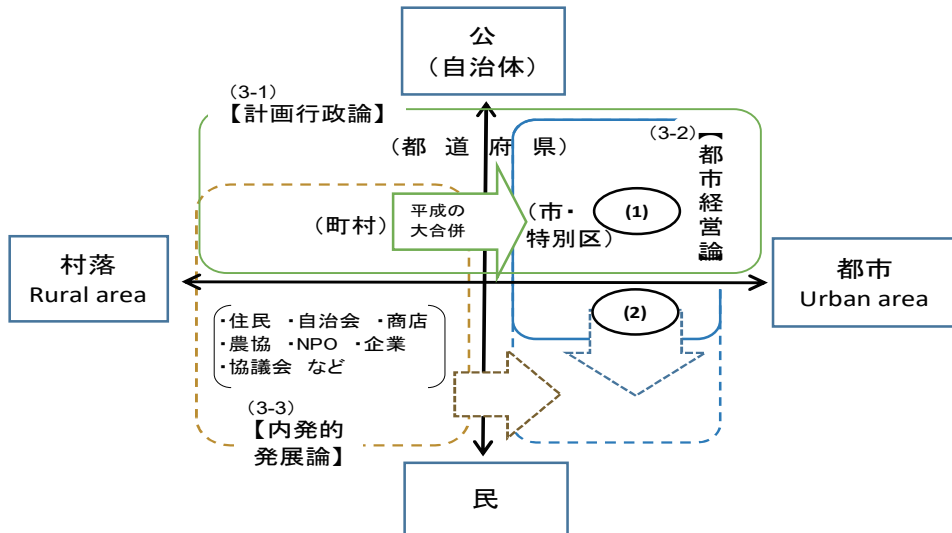 公
（自治体）
（3-1）
【計画行政論】
（都 道 府 県）
（3-2）
【都市経営論】
（町村）
平成の
大合併
（市・
特別区）
(1)
村落
Rural area
都市
Urban area
(2)
・住民 ・自治会 ・商店
・農協 ・NPO ・企業
・協議会 など
（3-3）
【内発的
発展論】
民